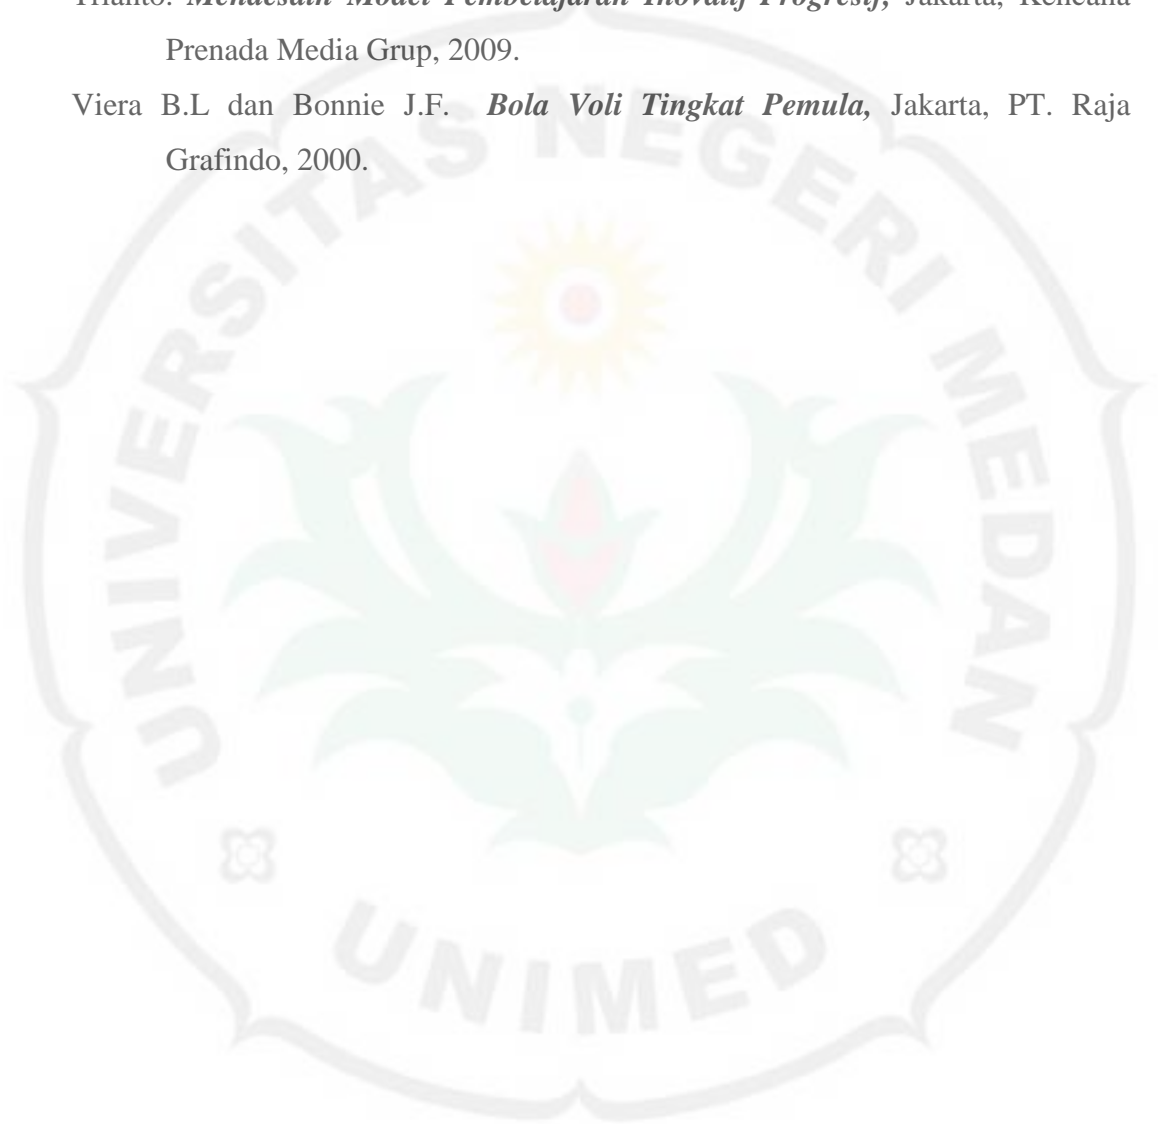 Trianto. Mendesain Model Pembelajaran Inovatif Progresif, Jakarta, Kencana
Prenada Media Grup, 2009.
Viera B.L dan Bonnie J.F. Bola Voli Tingkat Pemula, Jakarta, PT. Raja
Grafindo, 2000.
UNIVERSITAS NEGERI MEDAN
UNIMED